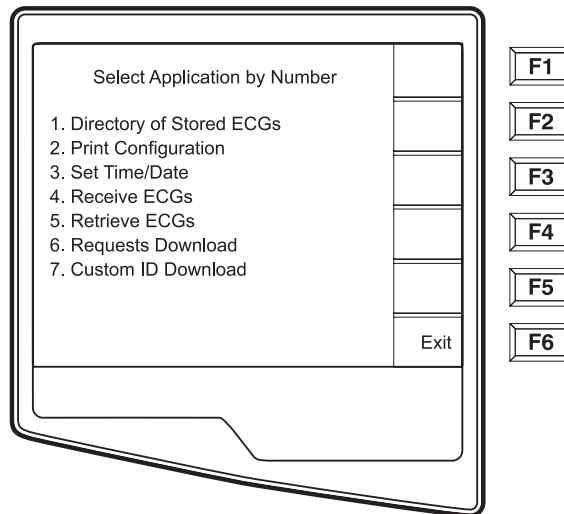 Select Application by Number
1. Directory of Stored ECGs
2. Print Configuration
3. Set Time/Date
4. Receive ECGs
5. Retrieve ECGs
6. Requests Download
7. Custom ID Download
Exit
F1
F2
F3
F4
F5
F6